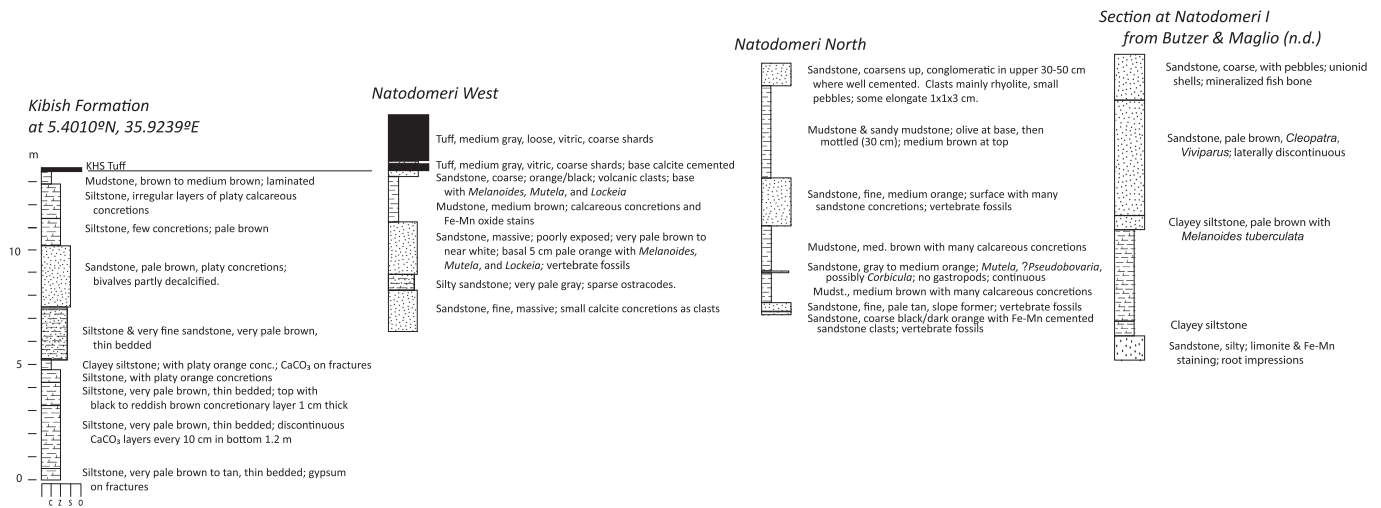 Kibish Formation
at 5.4010ºN, 35.9239ºE
m
KHS Tuff
Mudstone, brown to medium brown; laminated
Siltstone, irregular layers of platy calcareous
concretions
Siltstone, few concretions; pale brown
10
Sandstone, pale brown, platy concretions;
bivalves partly decalcified.
Siltstone & very fine sandstone, very pale brown,
thin bedded
5
Clayey siltstone; with platy orange conc.; CaCO₃ on fractures
Siltstone, with platy orange concretions
Siltstone, very pale brown, thin bedded; top with
black to reddish brown concretionary layer 1 cm thick
Siltstone, very pale brown, thin bedded; discontinuous
CaCO₃ layers every 10 cm in bottom 1.2 m
0
Siltstone, very pale brown to tan, thin bedded; gypsum
on fractures
C Z S O
Natodomeri West
Tuff, medium gray, loose, vitric, coarse shards
Tuff, medium gray, vitric, coarse shards; base calcite cemented
Sandstone, coarse; orange/black; volcanic clasts; base
with Melanoides, Mutela, and Lockeia
Mudstone, medium brown; calcareous concretions and
Fe-Mn oxide stains
Sandstone, massive; poorly exposed; very pale brown to
near white; basal 5 cm pale orange with Melanoides,
Mutela, and Lockeia; vertebrate fossils
Silty sandstone; very pale gray; sparse ostracodes.
Sandstone, fine, massive; small calcite concretions as clasts
Natodomeri North
Sandstone, coarsens up, conglomeratic in upper 30-50 cm
where well cemented. Clasts mainly rhyolite, small
pebbles; some elongate 1x1x3 cm.
Mudstone & sandy mudstone; olive at base, then
mottled (30 cm); medium brown at top
Sandstone, fine, medium orange; surface with many
sandstone concretions; vertebrate fossils
Mudstone, med. brown with many calcareous concretions
Sandstone, gray to medium orange; Mutela, ?Pseudobovaria,
possibly Corbicula; no gastropods; continuous
Mudst., medium brown with many calcareous concretions
Sandstone, fine, pale tan, slope former; vertebrate fossils
Sandstone, coarse black/dark orange with Fe-Mn cemented
sandstone clasts; vertebrate fossils
Section at Natodomeri I
from Butzer & Maglio (n.d.)
Sandstone, coarse, with pebbles; unionid
shells; mineralized fish bone
Sandstone, pale brown, Cleopatra,
Viviparus; laterally discontinuous
Clayey siltstone, pale brown with
Melanoides tuberculata
Clayey siltstone
Sandstone, silty; limonite & Fe-Mn
staining; root impressions